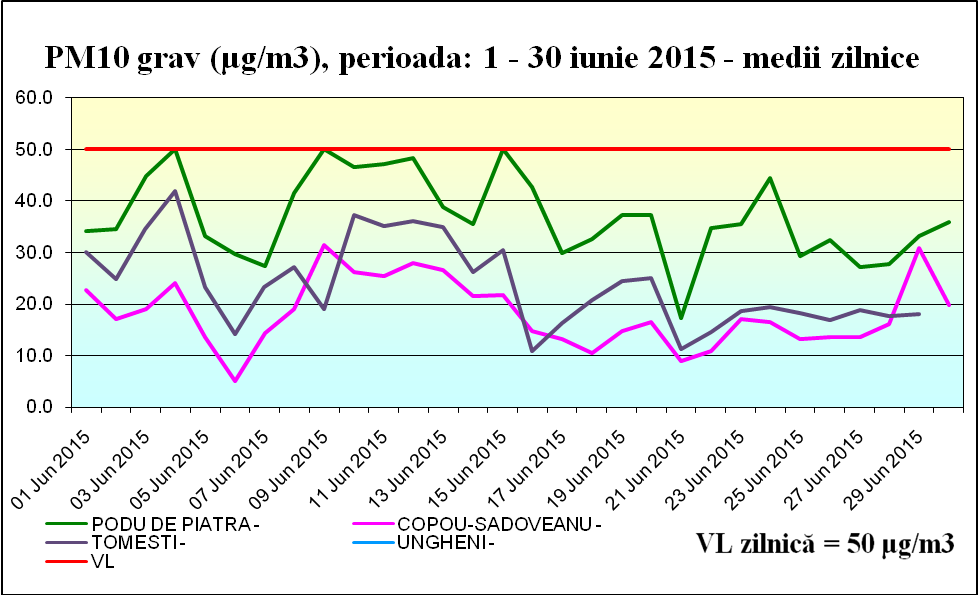 PM10 grav (µg/m3), perioada: 1 - 30 iunie 2015 - medii zilnice
60.0
50.0
40.0
30.0
20.0
10.0
0.0
01 Jun 2015
03 Jun 2015
05 Jun 2015
07 Jun 2015
09 Jun 2015
11 Jun 2015
13 Jun 2015
15 Jun 2015
17 Jun 2015
19 Jun 2015
21 Jun 2015
23 Jun 2015
25 Jun 2015
27 Jun 2015
29 Jun 2015
PODU DE PIATRA -
COPOU-SADOVEANU -
TOMESTI -
UNGHENI -
VL
VL zilnică = 50 µg/m3